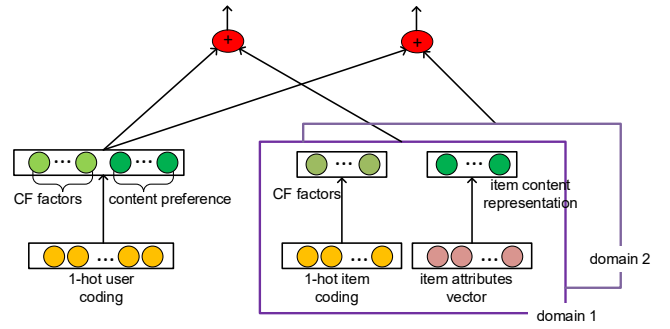 + +
... ... ... ...
CF factors content preference CF factors item content
representation
... ... ... ...
1-hot user
coding
1-hot item
coding
item attributes
vector
domain 2
domain 1